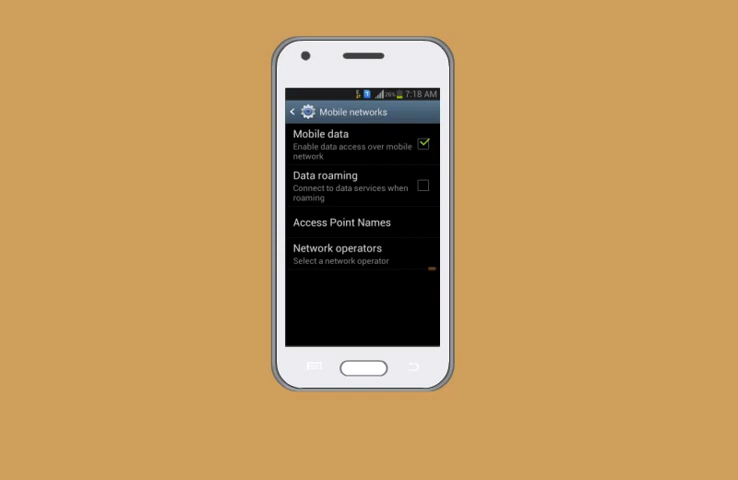 26% 7:18 AM
Mobile networks
Mobile data
Enable data access over mobile
network
Data roaming
Connect to data services when
roaming
Access Point Names
Network operators
Select a network operator